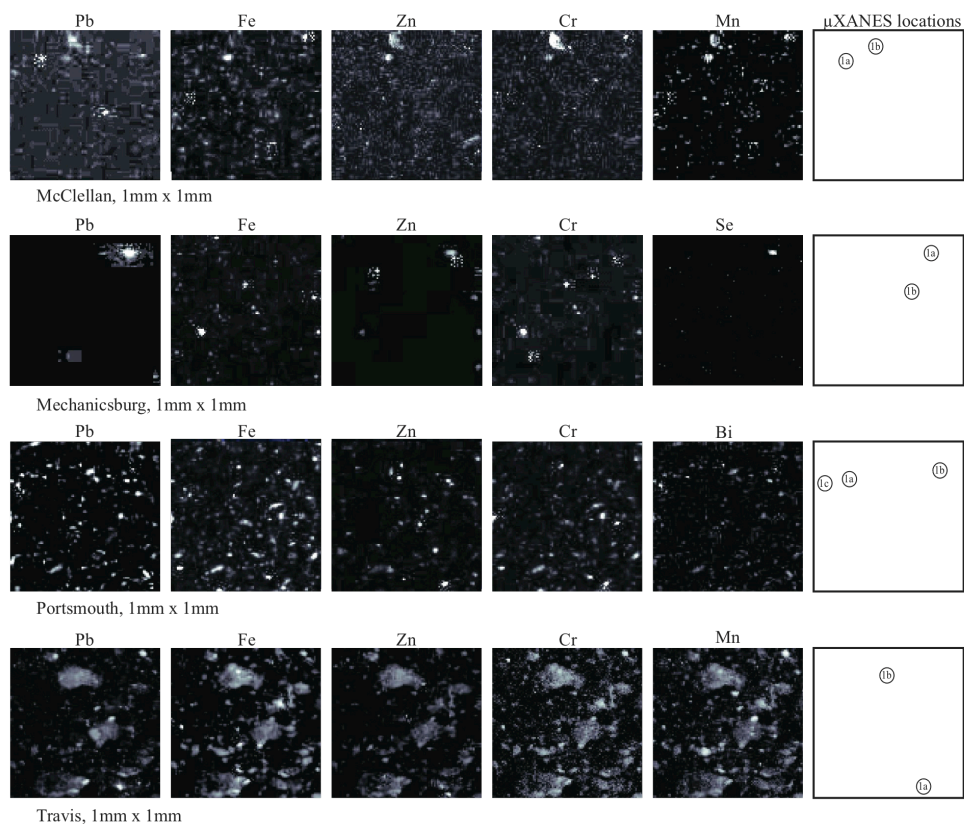 Pb Fe Zn Cr Mn µXANES locations
1a 1b
McClellan, 1mm x 1mm
Pb Fe Zn Cr Se
1a
1b
Mechanicsburg, 1mm x 1mm
Pb Fe Zn Cr Bi
1c 1a 1b
Portsmouth, 1mm x 1mm
Pb Fe Zn Cr Mn
1b
1a
Travis, 1mm x 1mm